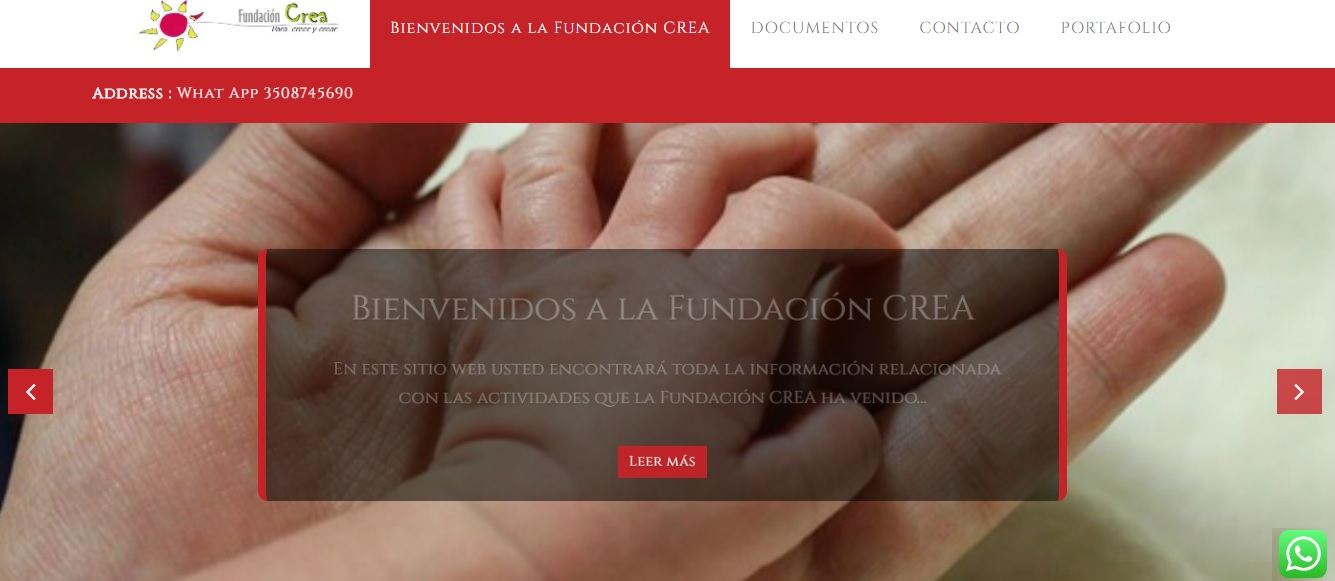 Fundación Crea
Para creer y crear
Bienvenidos a la Fundación CREA
DOCUMENTOS
CONTACTO
PORTAFOLIO
Address : What App 3508745690
Bienvenidos a la Fundación CREA
En este sitio web usted encontrará toda la información relacionada
con las actividades que la Fundación CREA ha venido...
Leer más